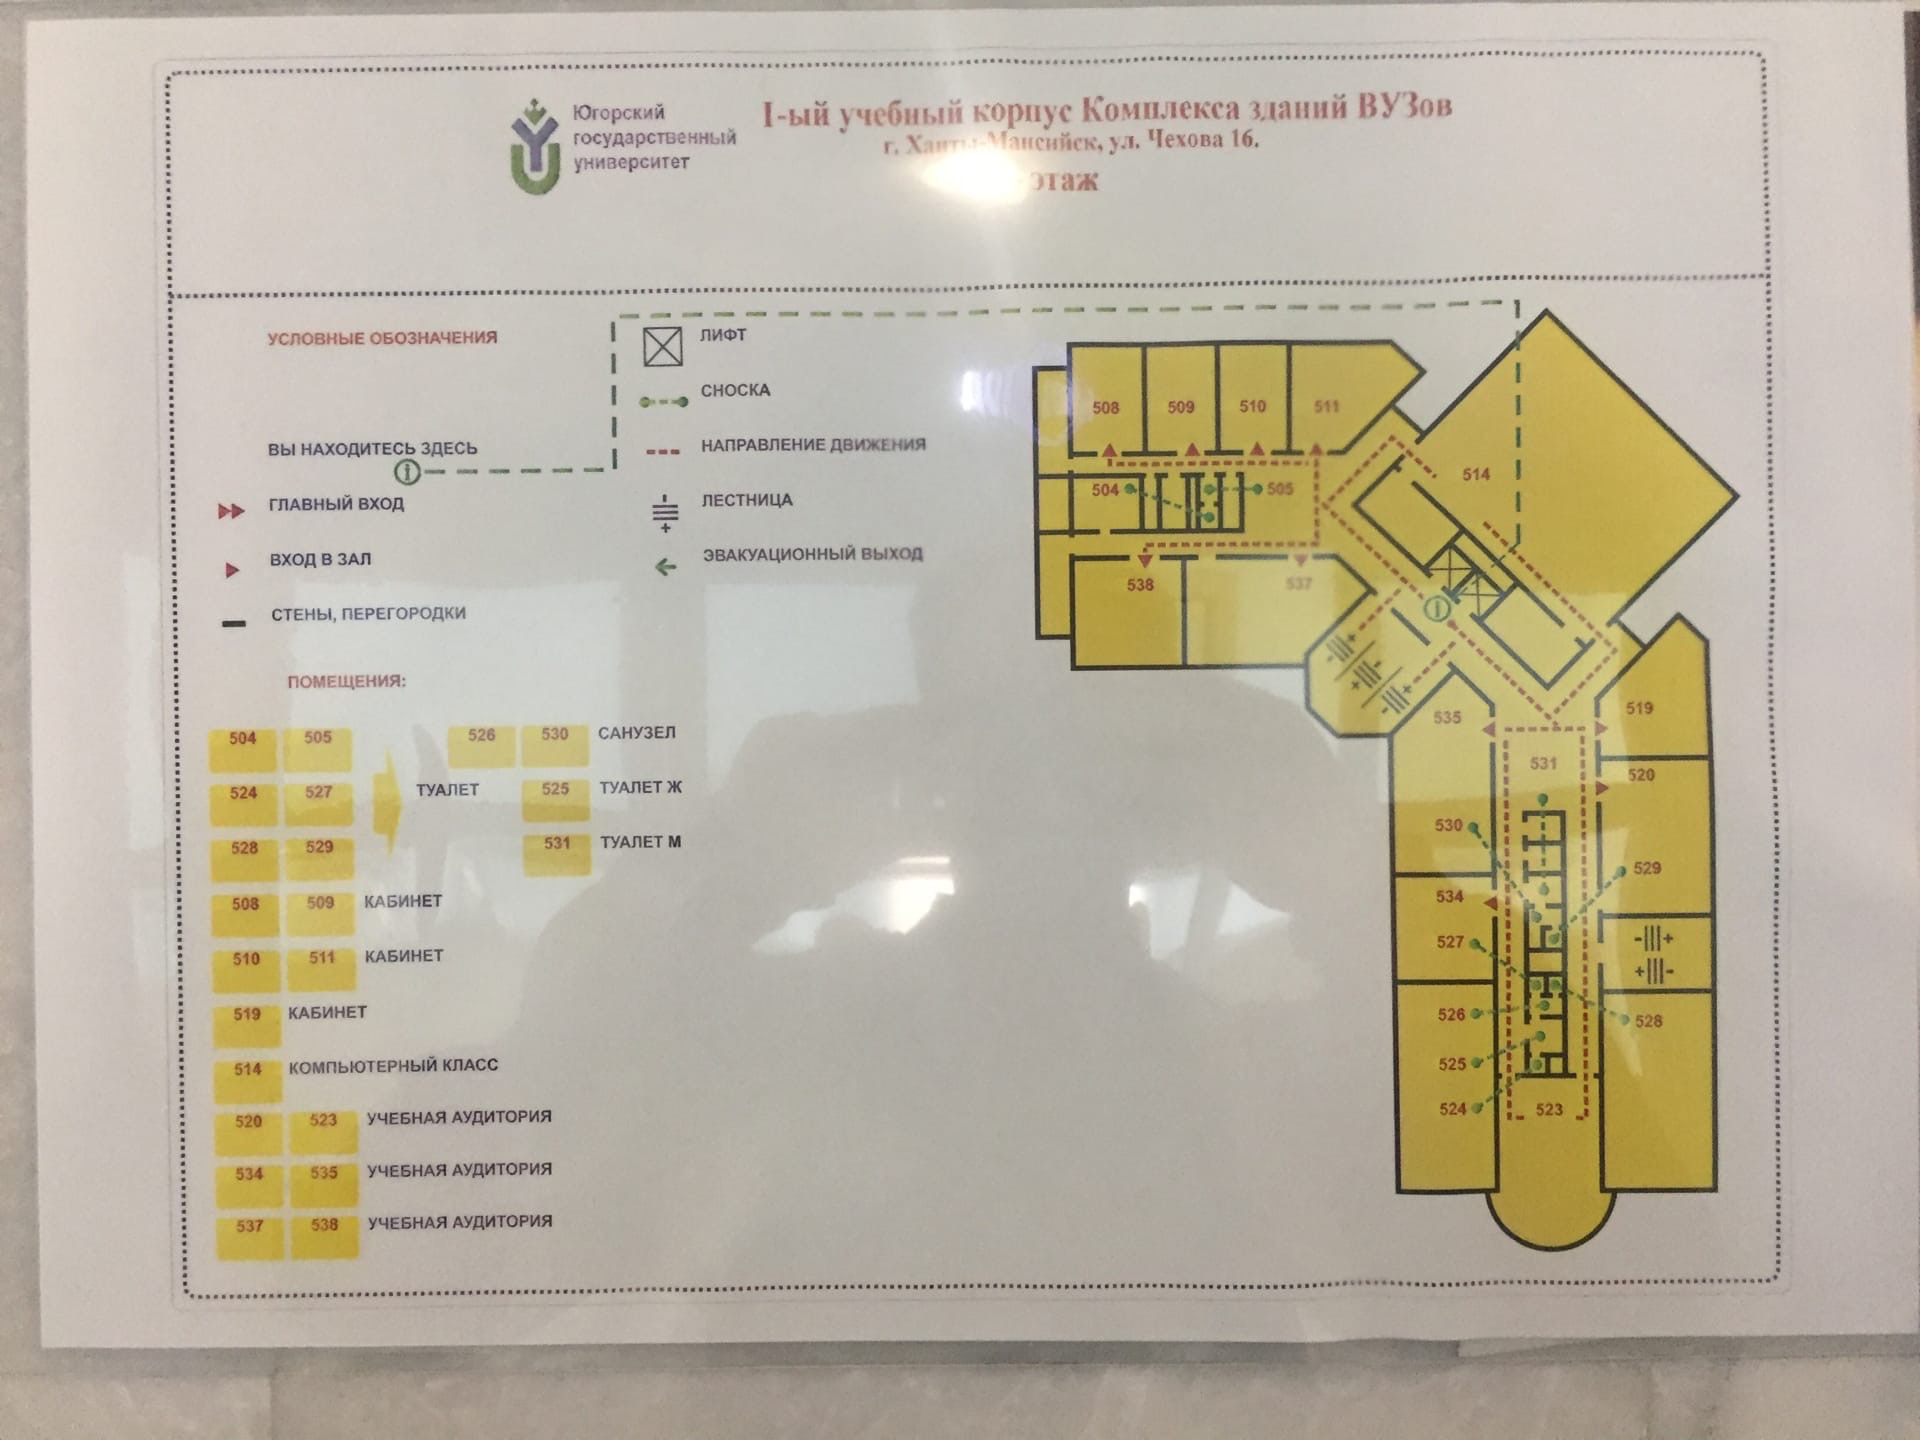 Югорский
государственный
университет
I-ый учебный корпус Комплекса зданий ВУЗов
г. Ханты-Мансийск, ул. Чехова 16.
этаж
УСЛОВНЫЕ ОБОЗНАЧЕНИЯ
ВЫ НАХОДИТЕСЬ ЗДЕСЬ
i
ГЛАВНЫЙ ВХОД
ВХОД В ЗАЛ
СТЕНЫ, ПЕРЕГОРОДКИ
ЛИФТ
СНОСКА
НАПРАВЛЕНИЕ ДВИЖЕНИЯ
ЛЕСТНИЦА
ЭВАКУАЦИОННЫЙ ВЫХОД
ПОМЕЩЕНИЯ:
504 505
524 527 ТУАЛЕТ
528 529
526 530 САНУЗЕЛ
525 ТУАЛЕТ Ж
531 ТУАЛЕТ М
508 509 КАБИНЕТ
510 511 КАБИНЕТ
519 КАБИНЕТ
514 КОМПЬЮТЕРНЫЙ КЛАСС
520 523 УЧЕБНАЯ АУДИТОРИЯ
534 535 УЧЕБНАЯ АУДИТОРИЯ
537 538 УЧЕБНАЯ АУДИТОРИЯ
508 509 510 511
514
504 505
538 537
i
535 519
531 520
530
529
534
527
526 528
525
524 523